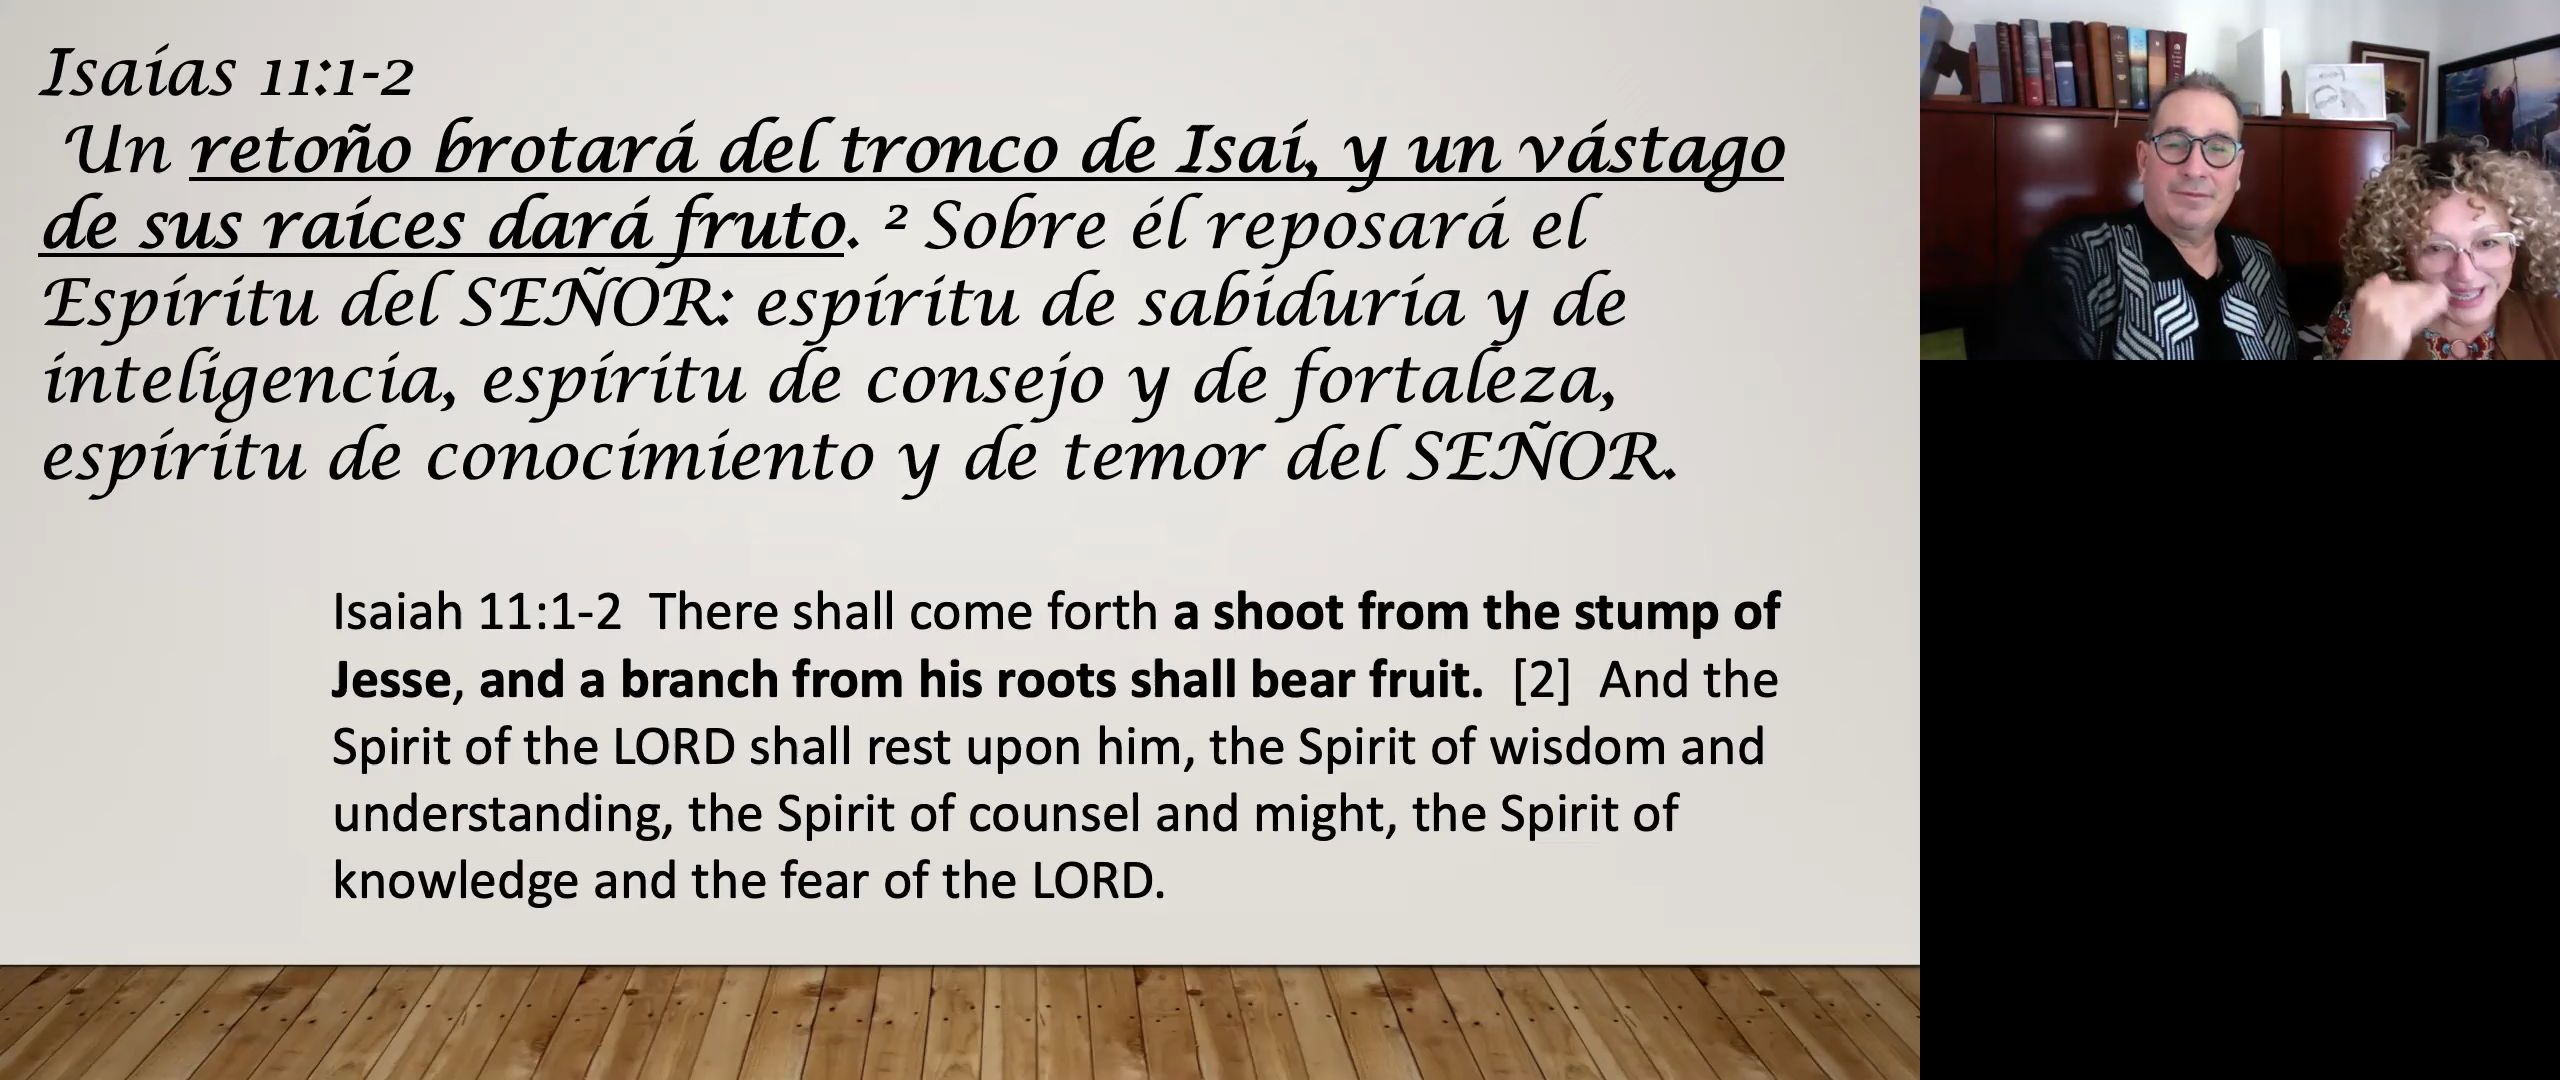 Isaías 11:1-2
Un retoño brotará del tronco de Isaí, y un vástago
de sus raíces dará fruto. ² Sobre él reposará el
Espíritu del SEÑOR: espíritu de sabiduría y de
inteligencia, espíritu de consejo y de fortaleza,
espíritu de conocimiento y de temor del SEÑOR.
Isaiah 11:1-2  There shall come forth a shoot from the stump of
Jesse, and a branch from his roots shall bear fruit.  [2]  And the
Spirit of the LORD shall rest upon him, the Spirit of wisdom and
understanding, the Spirit of counsel and might, the Spirit of
knowledge and the fear of the LORD.